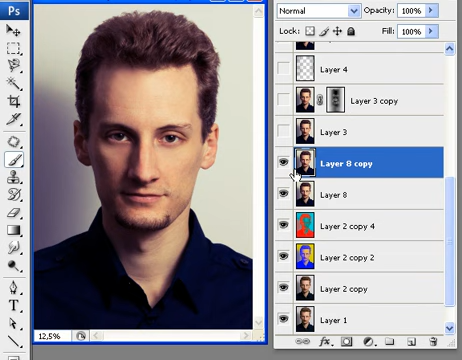 Ps
Normal
Opacity: 100%
Lock:
Fill: 100%
Layer 4
Layer 3 copy
Layer 3
Layer 8 copy
Layer 8
Layer 2 copy 4
Layer 2 copy 2
Layer 2 copy
Layer 1
12,5%
T
fx.